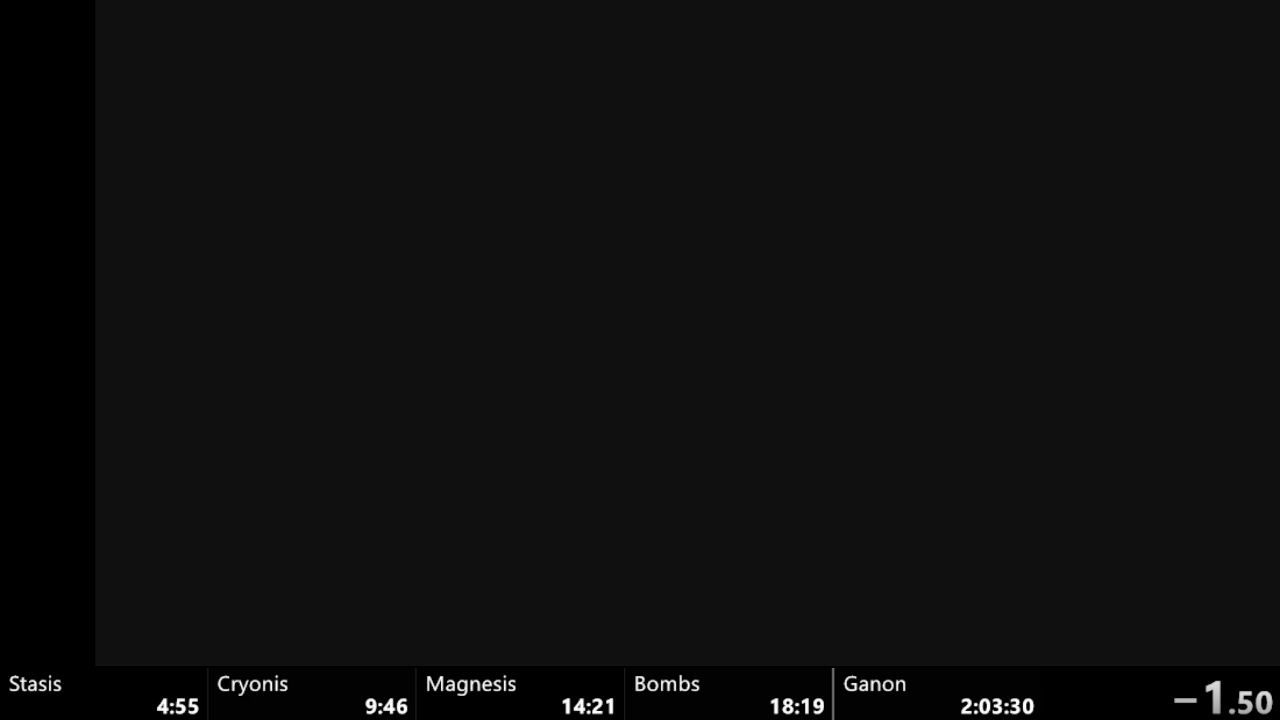 Stasis
4:55
Cryonis
9:46
Magnesis
14:21
Bombs
18:19
Ganon
2:03:30
−1.50